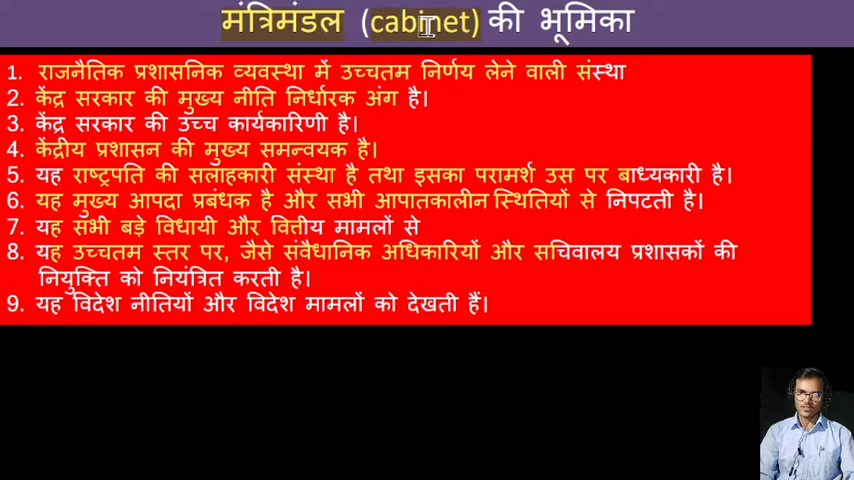 मंत्रिमंडल (cabinet) की भूमिका
1. राजनैतिक प्रशासनिक व्यवस्था में उच्चतम निर्णय लेने वाली संस्था
2. केंद्र सरकार की मुख्य नीति निर्धारक अंग है।
3. केंद्र सरकार की उच्च कार्यकारिणी है।
4. केंद्रीय प्रशासन की मुख्य समन्वयक है।
5. यह राष्ट्रपति की सलाहकारी संस्था है तथा इसका परामर्श उस पर बाध्यकारी है।
6. यह मुख्य आपदा प्रबंधक है और सभी आपातकालीन स्थितियों से निपटती है।
7. यह सभी बड़े विधायी और वित्तीय मामलों से
8. यह उच्चतम स्तर पर, जैसे संवैधानिक अधिकारियों और सचिवालय प्रशासकों की
नियुक्ति को नियंत्रित करती है।
9. यह विदेश नीतियों और विदेश मामलों को देखती हैं।